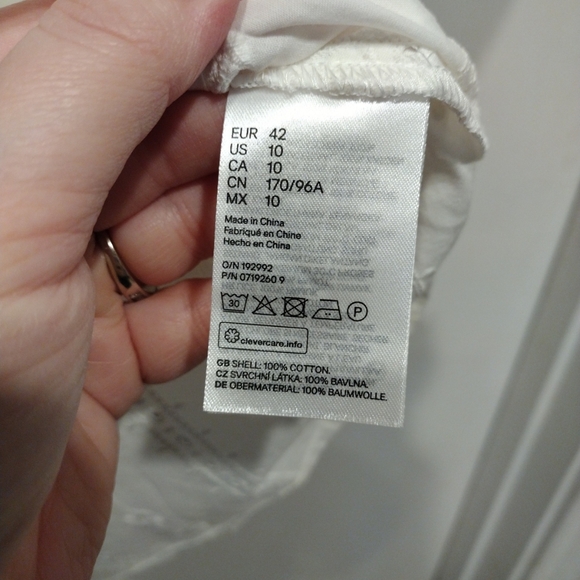 EUR 42
US 10
CA 10
CN 170/96A
MX 10
Made in China
Fabriqué en Chine
Hecho en China
O/N 192992
P/N 0719260 9
30 P
clevercare.info
GB SHELL: 100% COTTON.
CZ SVRCHNÍ LÁTKA: 100% BAVLNA.
DE OBERMATERIAL: 100% BAUMWOLLE.